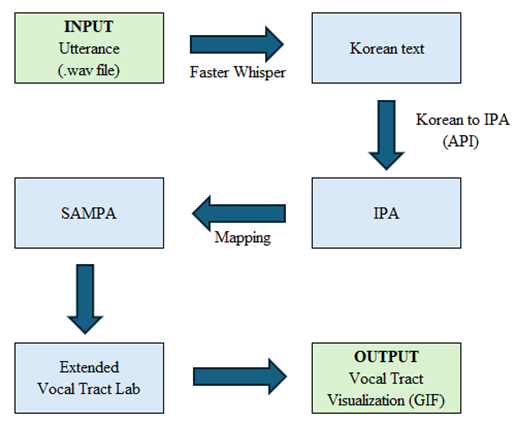 INPUT
Utterance
(.wav file)
Faster Whisper
Korean text
Korean to IPA
(API)
IPA
Mapping
SAMPA
Extended
Vocal Tract Lab
OUTPUT
Vocal Tract
Visualization (GIF)